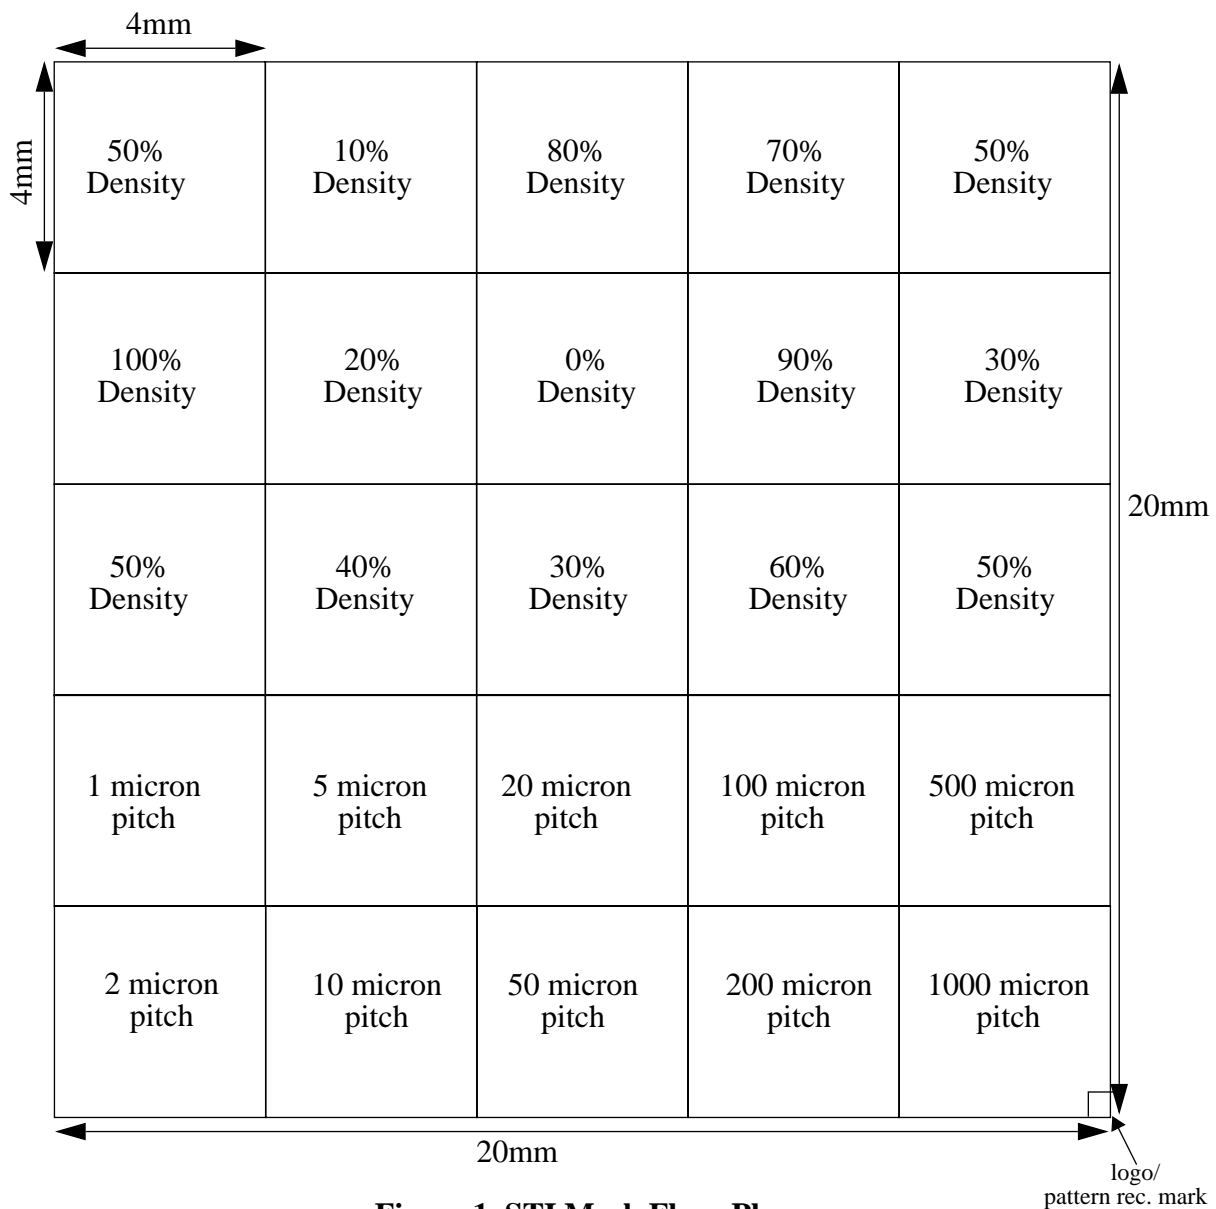 4mm
4mm
50%
Density
10%
Density
80%
Density
70%
Density
50%
Density
100%
Density
20%
Density
0%
Density
90%
Density
30%
Density
20mm
50%
Density
40%
Density
30%
Density
60%
Density
50%
Density
1 micron
pitch
5 micron
pitch
20 micron
pitch
100 micron
pitch
500 micron
pitch
2 micron
pitch
10 micron
pitch
50 micron
pitch
200 micron
pitch
1000 micron
pitch
20mm
logo/
pattern rec. mark